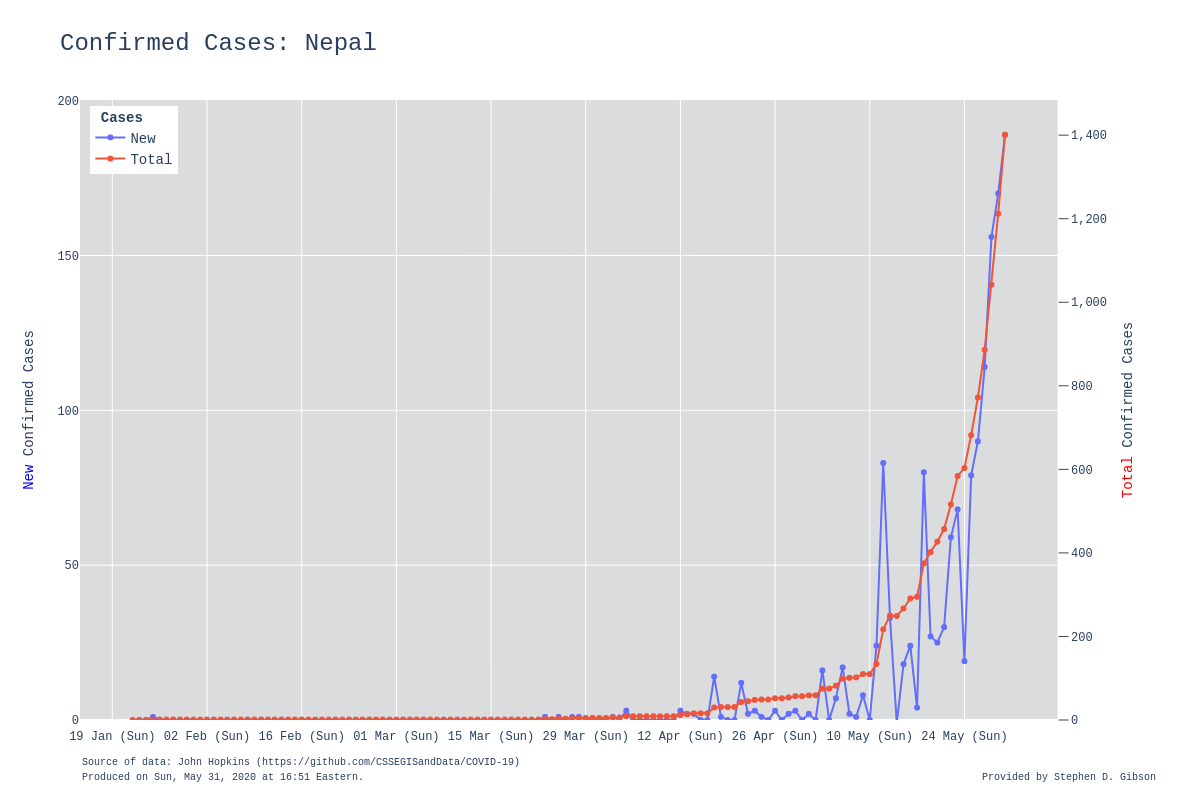 Confirmed Cases: Nepal
Cases
New
Total
200
150
100
50
0
New Confirmed Cases
1,400
1,200
1,000
800
600
400
200
0
Total Confirmed Cases
19 Jan (Sun) 02 Feb (Sun) 16 Feb (Sun) 01 Mar (Sun) 15 Mar (Sun) 29 Mar (Sun) 12 Apr (Sun) 26 Apr (Sun) 10 May (Sun) 24 May (Sun)
Source of data: John Hopkins (https://github.com/CSSEGISandData/COVID-19)
Produced on Sun, May 31, 2020 at 16:51 Eastern.
Provided by Stephen D. Gibson